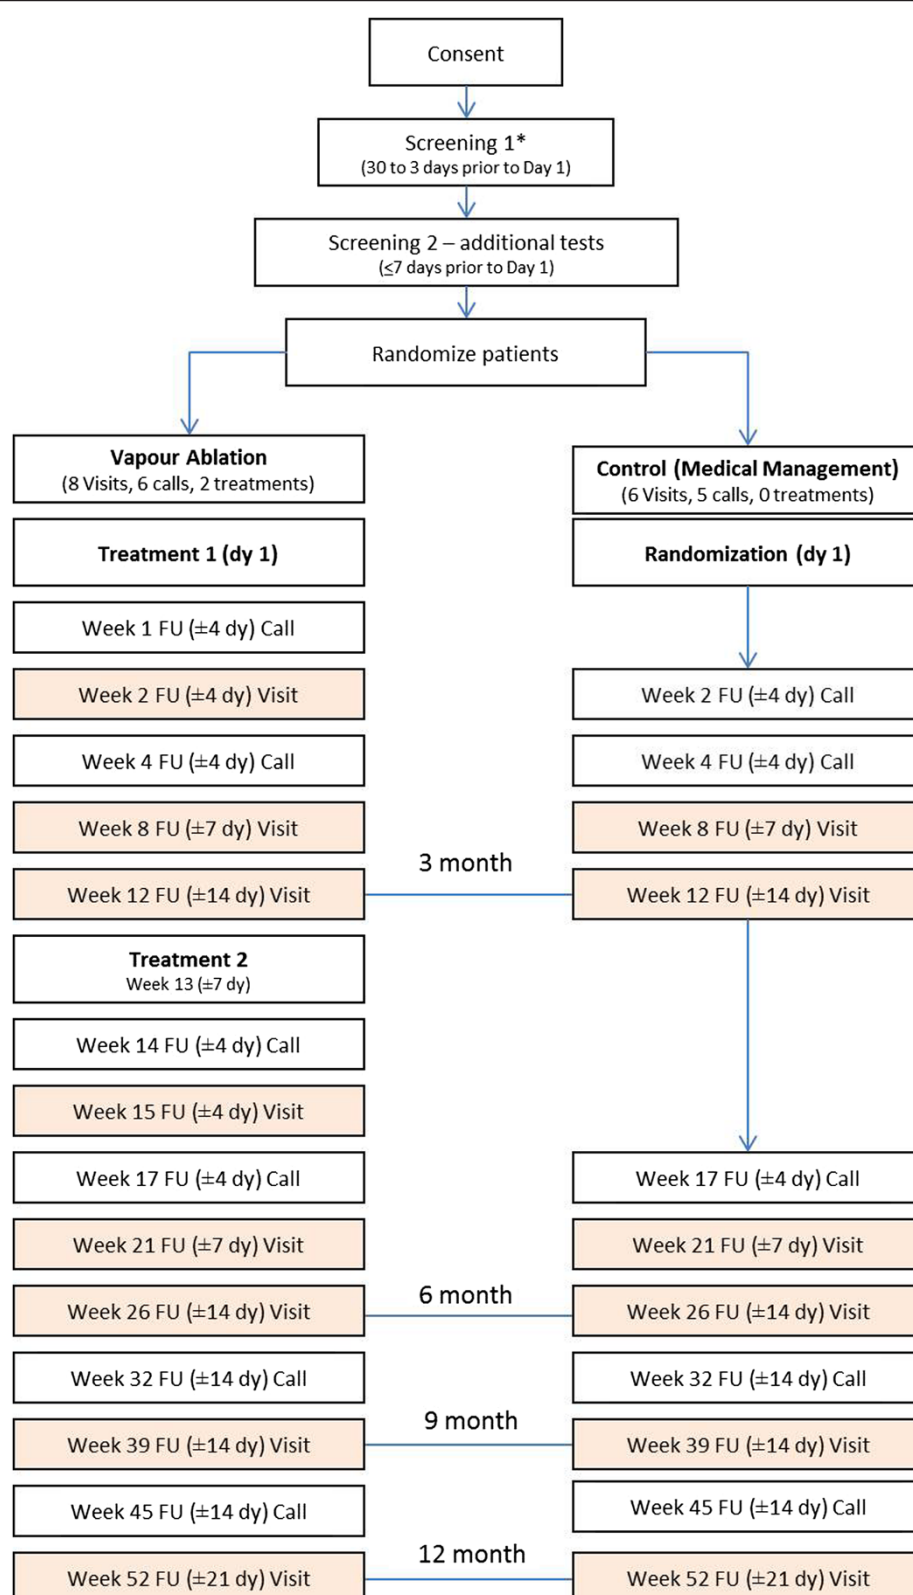 Consent
Screening 1*
(30 to 3 days prior to Day 1)
Screening 2 – additional tests
(≤7 days prior to Day 1)
Randomize patients
Vapour Ablation
(8 Visits, 6 calls, 2 treatments)
Treatment 1 (dy 1)
Week 1 FU (±4 dy) Call
Week 2 FU (±4 dy) Visit
Week 4 FU (±4 dy) Call
Week 8 FU (±7 dy) Visit
Week 12 FU (±14 dy) Visit
Treatment 2
Week 13 (±7 dy)
Week 14 FU (±4 dy) Call
Week 15 FU (±4 dy) Visit
Week 17 FU (±4 dy) Call
Week 21 FU (±7 dy) Visit
Week 26 FU (±14 dy) Visit
Week 32 FU (±14 dy) Call
Week 39 FU (±14 dy) Visit
Week 45 FU (±14 dy) Call
Week 52 FU (±21 dy) Visit
3 month
6 month
9 month
12 month
Control (Medical Management)
(6 Visits, 5 calls, 0 treatments)
Randomization (dy 1)
Week 2 FU (±4 dy) Call
Week 4 FU (±4 dy) Call
Week 8 FU (±7 dy) Visit
Week 12 FU (±14 dy) Visit
Week 17 FU (±4 dy) Call
Week 21 FU (±7 dy) Visit
Week 26 FU (±14 dy) Visit
Week 32 FU (±14 dy) Call
Week 39 FU (±14 dy) Visit
Week 45 FU (±14 dy) Call
Week 52 FU (±21 dy) Visit